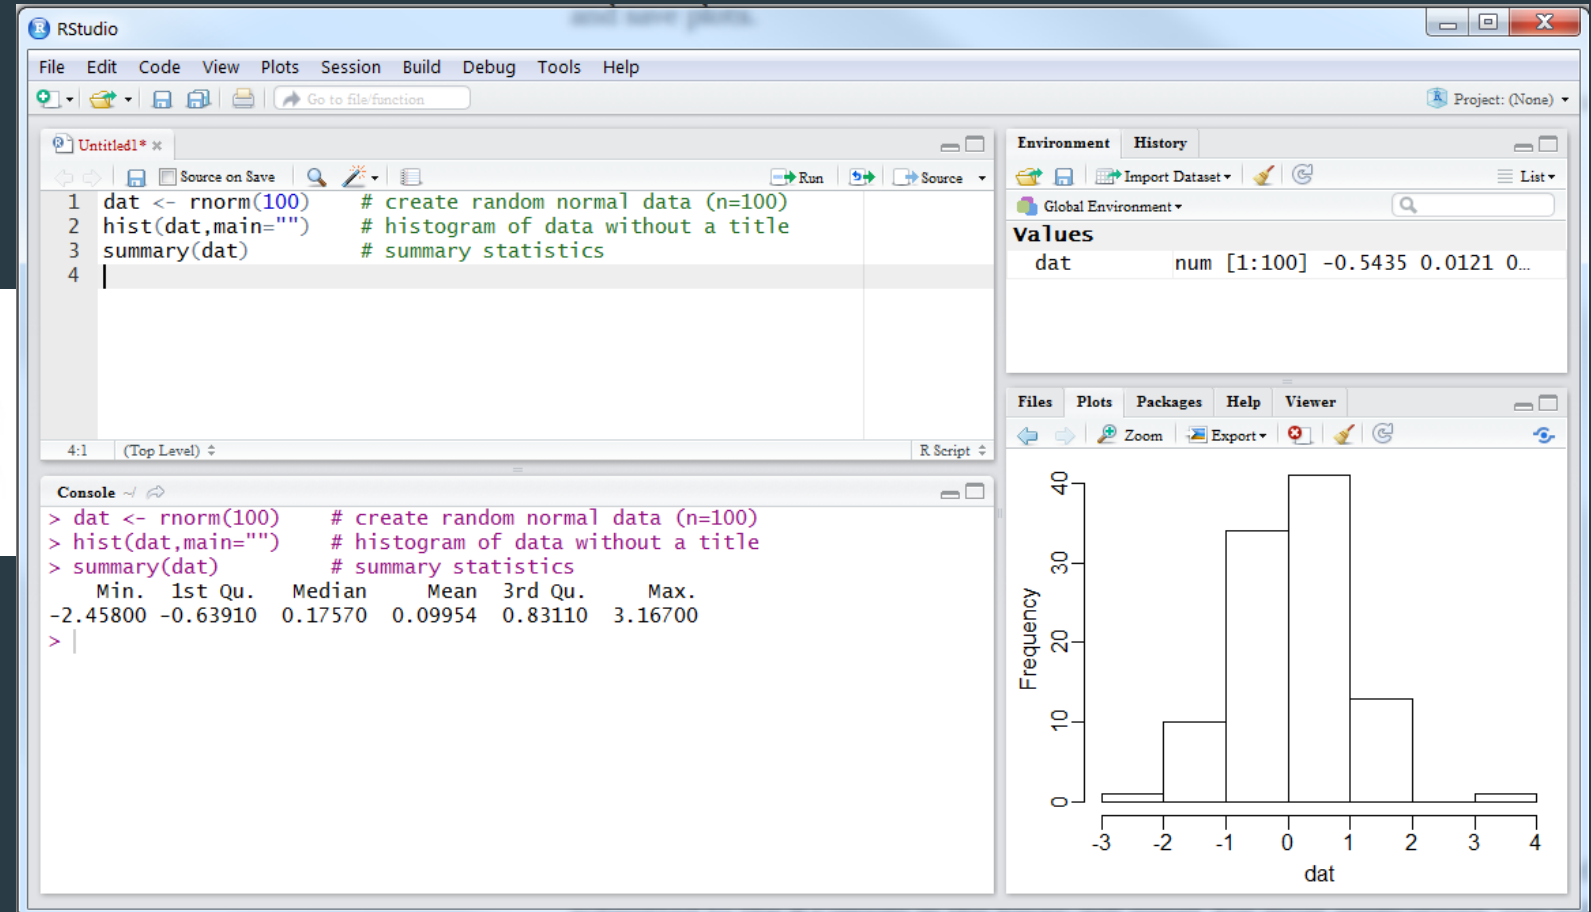 and save plots.
RStudio
File Edit Code View Plots Session Build Debug Tools Help
Go to file/function
Project: (None)
Untitled1*
Source on Save
Run
Source
1 dat <- rnorm(100) # create random normal data (n=100)
2 hist(dat,main="") # histogram of data without a title
3 summary(dat) # summary statistics
4
4:1 (Top Level) R Script
Console ~/
> dat <- rnorm(100) # create random normal data (n=100)
> hist(dat,main="") # histogram of data without a title
> summary(dat) # summary statistics
Min. 1st Qu. Median Mean 3rd Qu. Max.
-2.45800 -0.63910 0.17570 0.09954 0.83110 3.16700
>
Environment History
Import Dataset
List
Global Environment
Values
dat num [1:100] -0.5435 0.0121 0…
Files Plots Packages Help Viewer
Zoom Export
Frequency
40
30
20
10
0
-3 -2 -1 0 1 2 3 4
dat